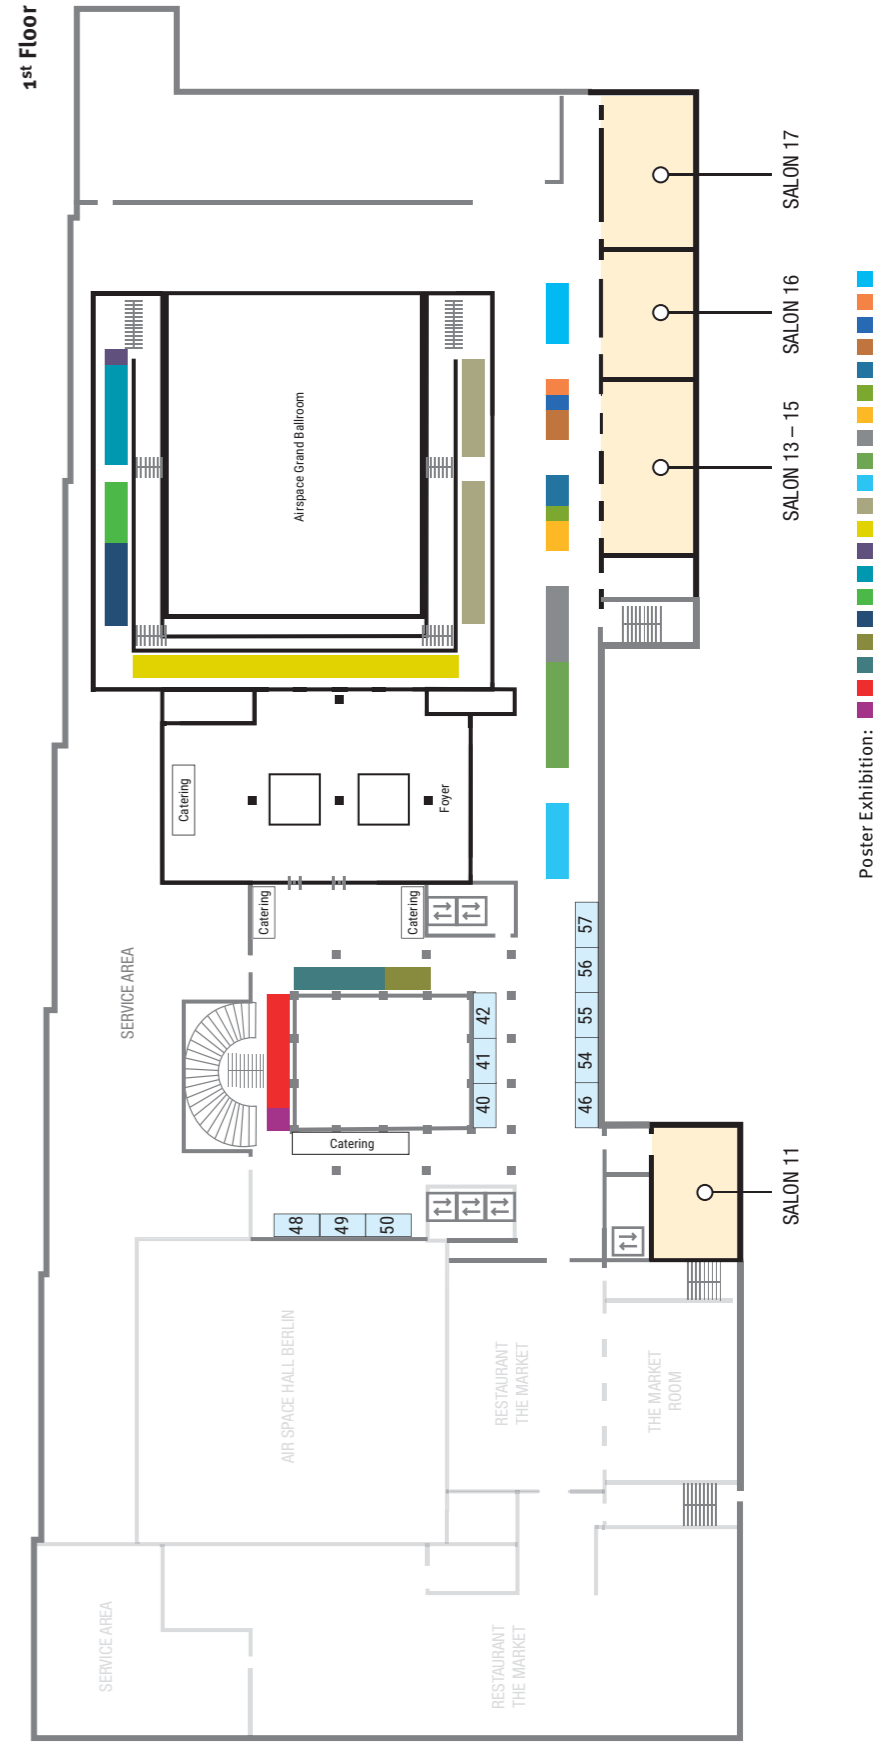 1st Floor
SALON 17
SALON 16
SALON 13 – 15
SALON 11
Airspace Grand Ballroom
Catering
Foyer
Catering
Catering
SERVICE AREA
57
56
55
54
46
42
41
40
Catering
48
49
50
AIR SPACE HALL BERLIN
RESTAURANT
THE MARKET
THE MARKET
ROOM
SERVICE AREA
RESTAURANT
THE MARKET
Poster Exhibition: